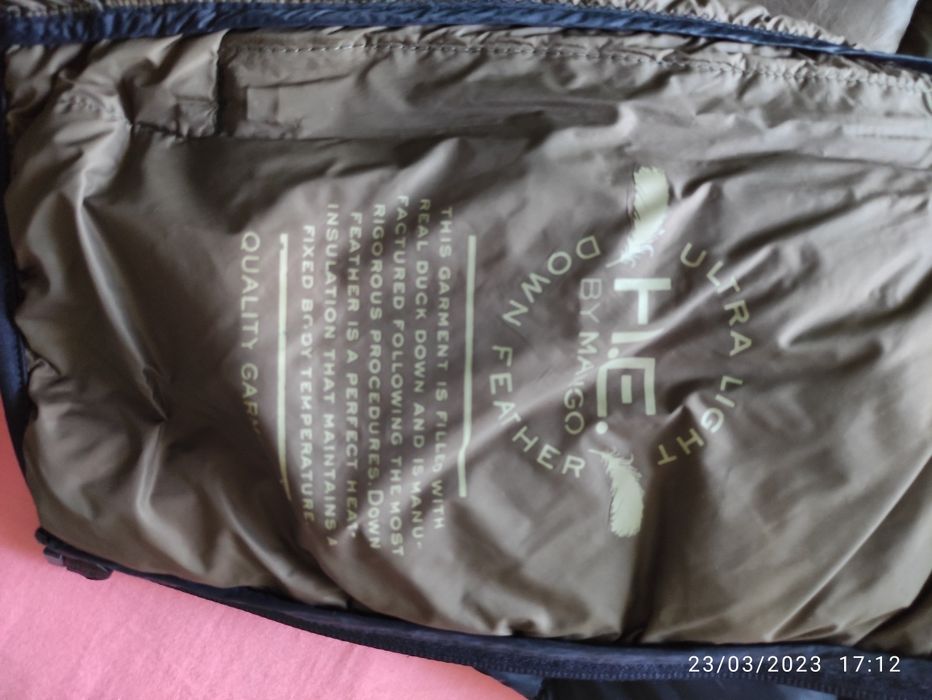 ULTRA LIGHT
H.E.
BY MANGO
DOWN FEATHER
THIS GARMENT IS FILLED WITH
REAL DUCK DOWN AND IS MANU-
FACTURED FOLLOWING THE MOST
RIGOROUS PROCEDURES. DOWN
FEATHER IS A PERFECT HEAT
INSULATION THAT MAINTAINS A
FIXED BODY TEMPERATURE.
QUALITY
23/03/2023 17:12